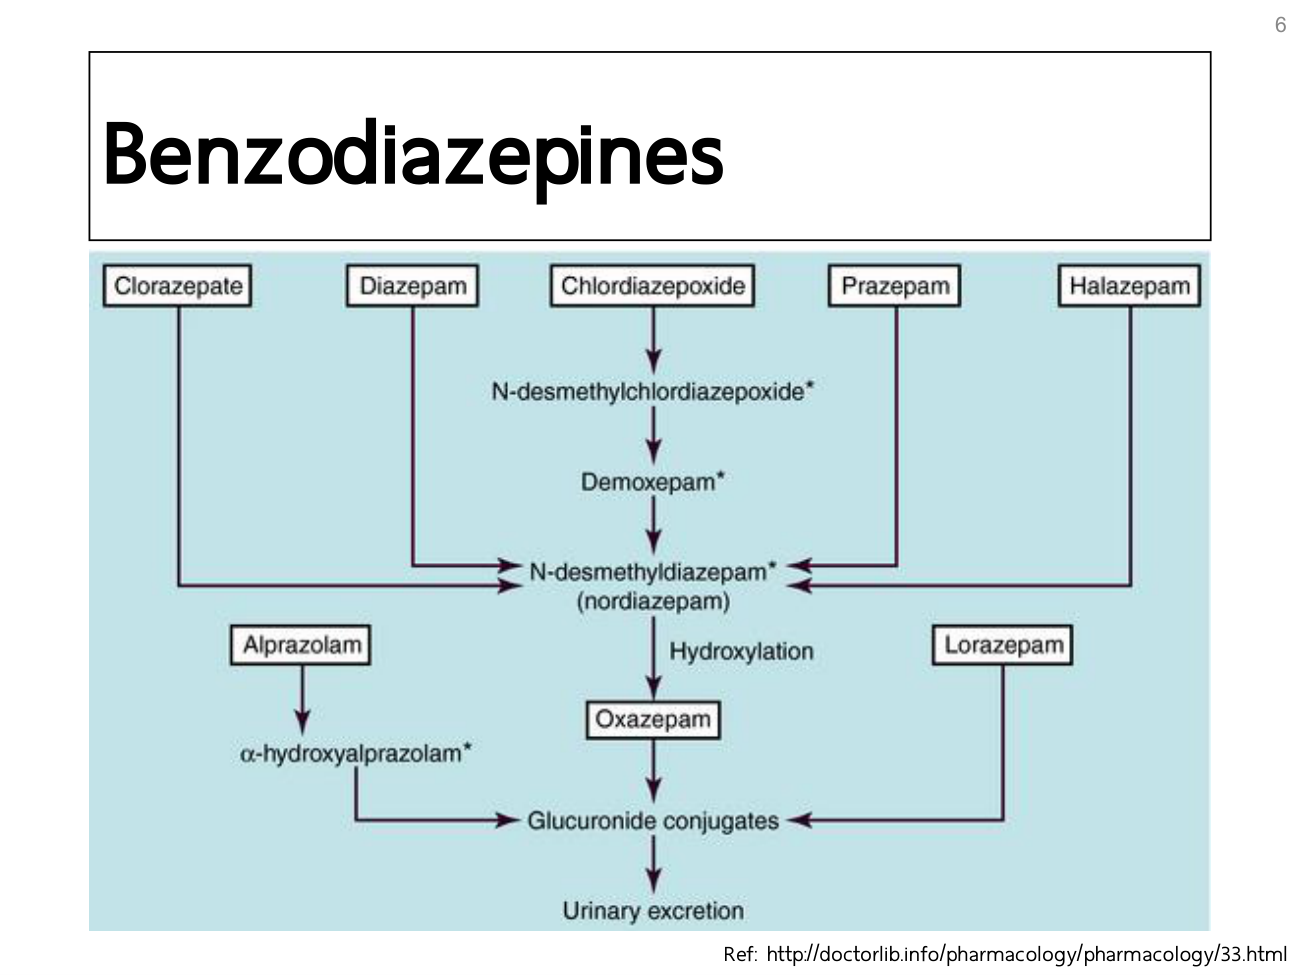 6
Benzodiazepines
Clorazepate
Diazepam
Chlordiazepoxide
Prazepam
Halazepam
N-desmethylchlordiazepoxide*
Demoxepam*
N-desmethyldiazepam*
(nordiazepam)
Alprazolam
Hydroxylation
Lorazepam
Oxazepam
α-hydroxyalprazolam*
Glucuronide conjugates
Urinary excretion
Ref: http://doctorlib.info/pharmacology/pharmacology/33.html